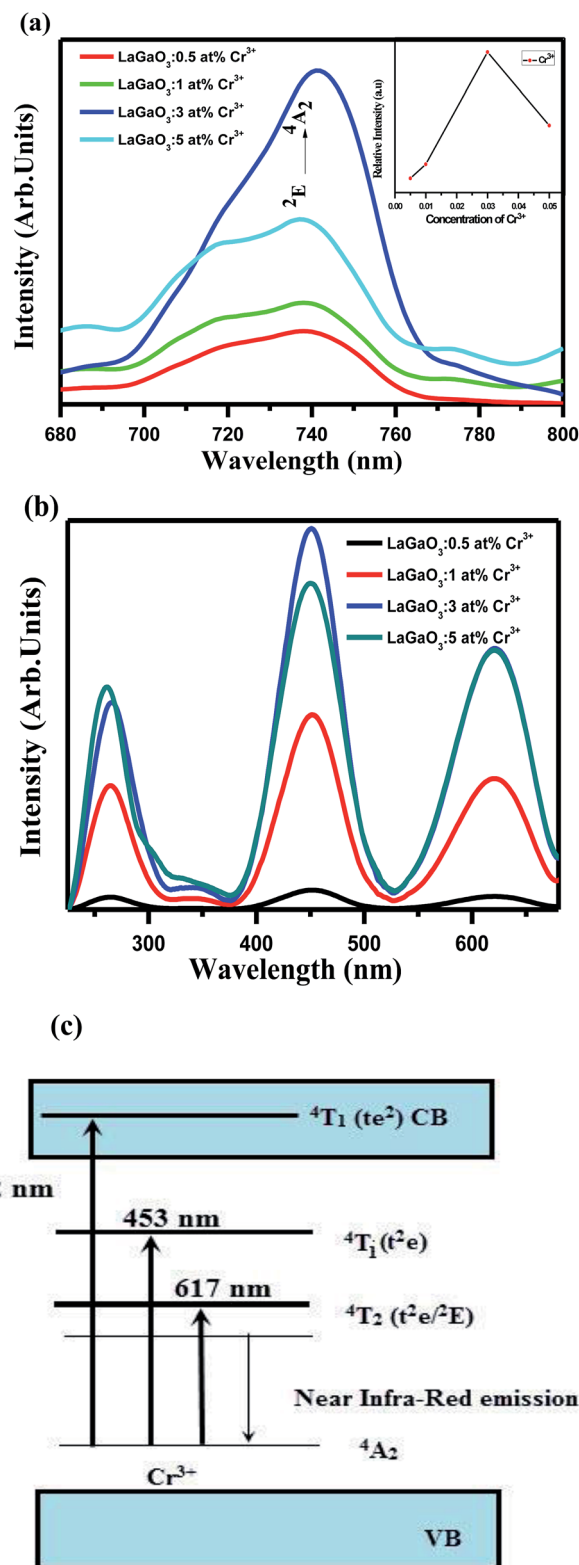 (a)
LaGaO₃:0.5 at% Cr³⁺
LaGaO₃:1 at% Cr³⁺
LaGaO₃:3 at% Cr³⁺
LaGaO₃:5 at% Cr³⁺
⁴A₂
²E
Cr³⁺
Relative Intensity (a.u)
0.00 0.01 0.02 0.03 0.04 0.05
Concentration of Cr³⁺
Intensity (Arb.Units)
680 700 720 740 760 780 800
Wavelength (nm)
(b)
LaGaO₃:0.5 at% Cr³⁺
LaGaO₃:1 at% Cr³⁺
LaGaO₃:3 at% Cr³⁺
LaGaO₃:5 at% Cr³⁺
Intensity (Arb.Units)
300 400 500 600
Wavelength (nm)
(c)
⁴T₁ (te²) CB
nm
453 nm
⁴Tᵢ (t²e)
617 nm
⁴T₂ (t²e/²E)
Near Infra-Red emission
⁴A₂
Cr³⁺
VB